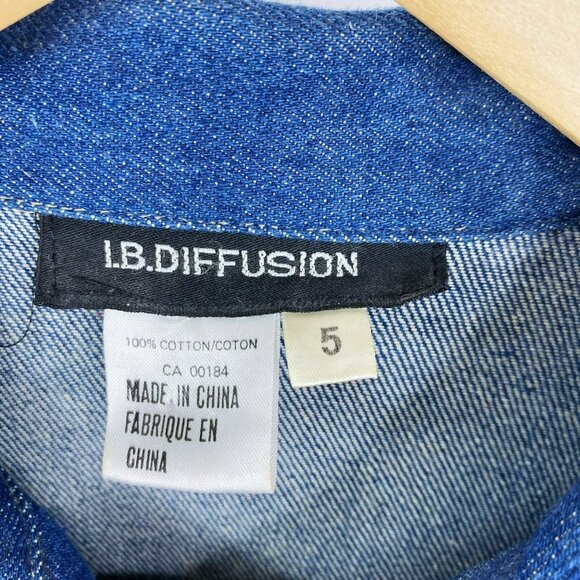 I.B.DIFFUSION
5
100% COTTON/COTON
CA 00184
MADE IN CHINA
FABRIQUE EN
CHINA